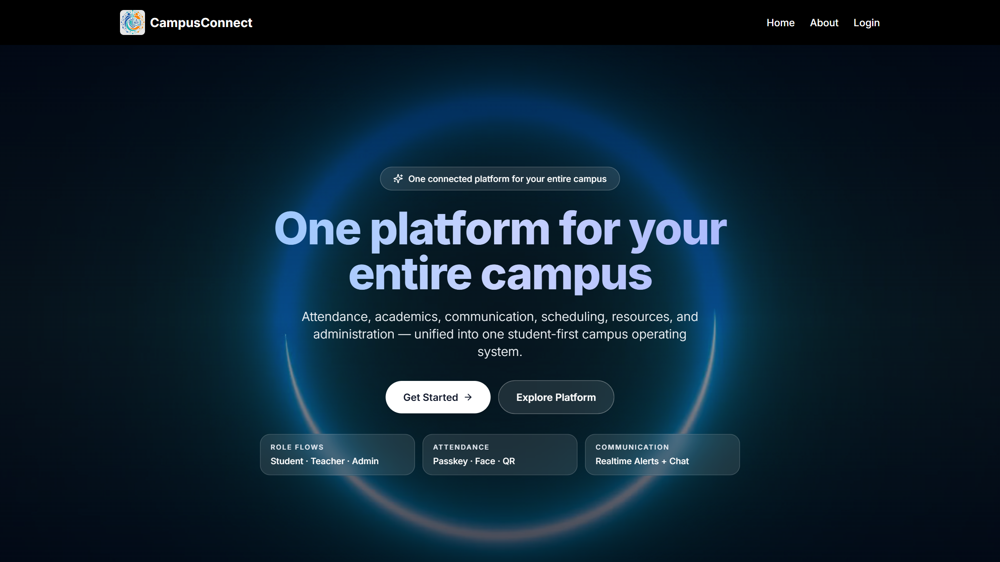 CampusConnect
Home
About
Login
One connected platform for your entire campus
One platform for your
entire campus
Attendance, academics, communication, scheduling, resources, and
administration — unified into one student-first campus operating
system.
Get Started →
Explore Platform
ROLE FLOWS
Student · Teacher · Admin
ATTENDANCE
Passkey · Face · QR
COMMUNICATION
Realtime Alerts + Chat